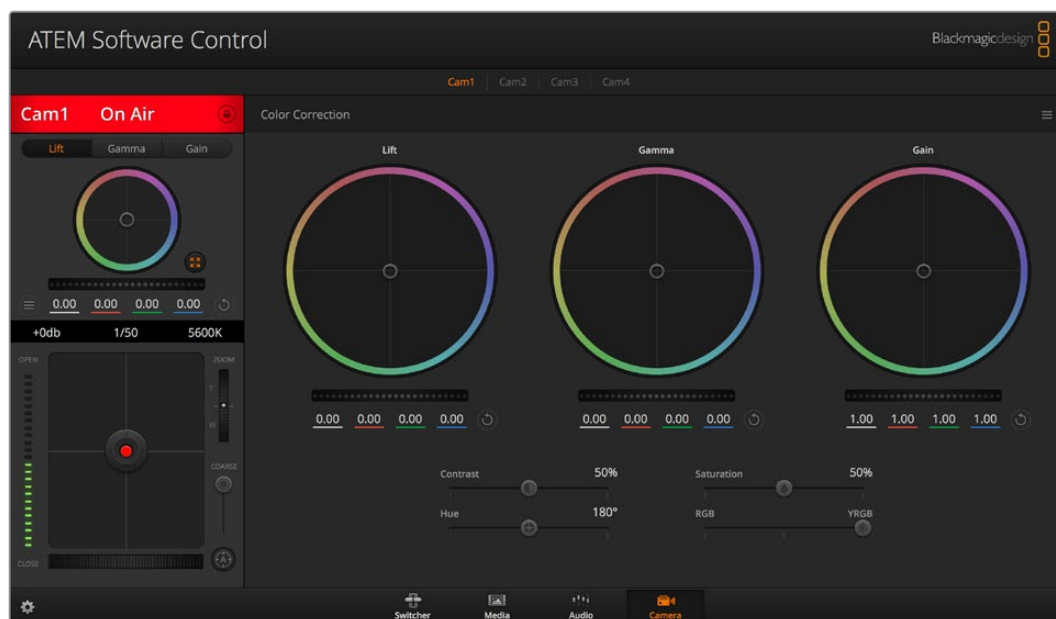 ATEM Software Control
Blackmagicdesign
Cam1 Cam2 Cam3 Cam4
Cam1 On Air
Color Correction
Lift Gamma Gain
Lift Gamma Gain
0.00 0.00 0.00 0.00
+0db 1/50 5600K
OPEN ZOOM
T
W
COARSE
CLOSE
A
0.00 0.00 0.00 0.00
0.00 0.00 0.00 0.00
1.00 1.00 1.00 1.00
Contrast 50%
Saturation 50%
Hue 180°
RGB YRGB
Switcher Media Audio Camera